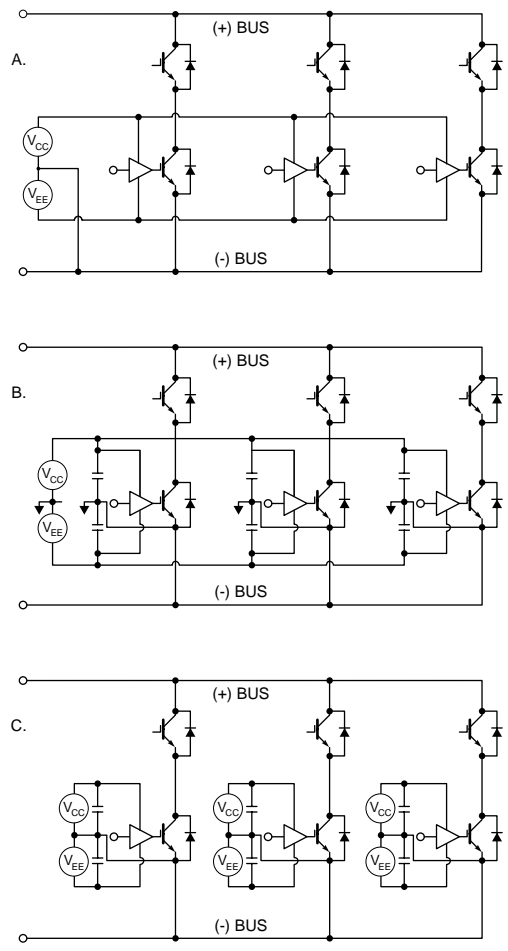 (+) BUS
A.
VCC
VEE
(-) BUS
(+) BUS
B.
VCC
VEE
(-) BUS
(+) BUS
C.
VCC
VCC
VCC
VEE
VEE
VEE
(-) BUS